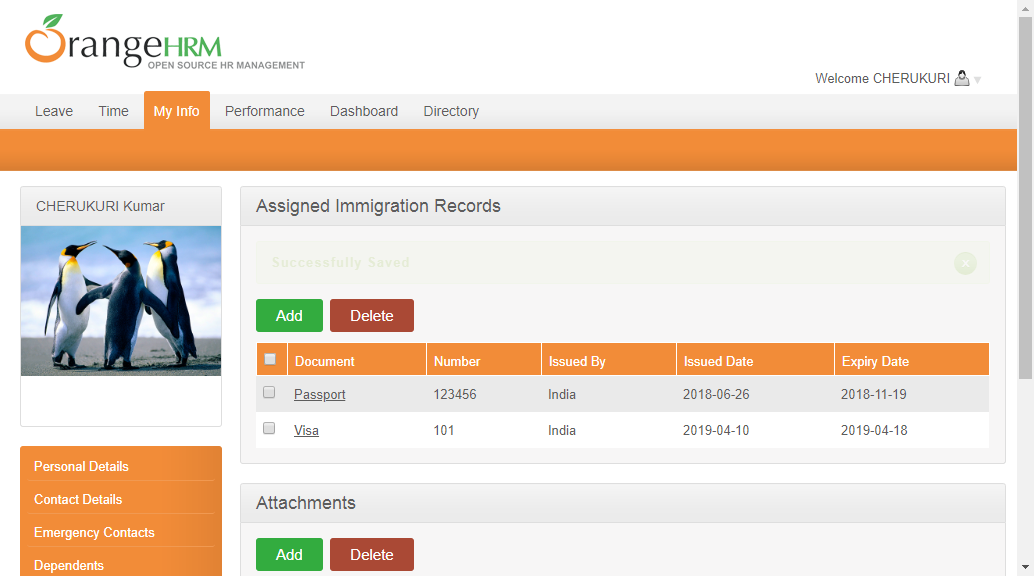 OrangeHRM
OPEN SOURCE HR MANAGEMENT
Welcome CHERUKURI
Leave Time My Info Performance Dashboard Directory
CHERUKURI Kumar
Assigned Immigration Records
Successfully Saved
Add Delete
Document Number Issued By Issued Date Expiry Date
Passport 123456 India 2018-06-26 2018-11-19
Visa 101 India 2019-04-10 2019-04-18
Personal Details
Contact Details
Emergency Contacts
Dependents
Attachments
Add Delete